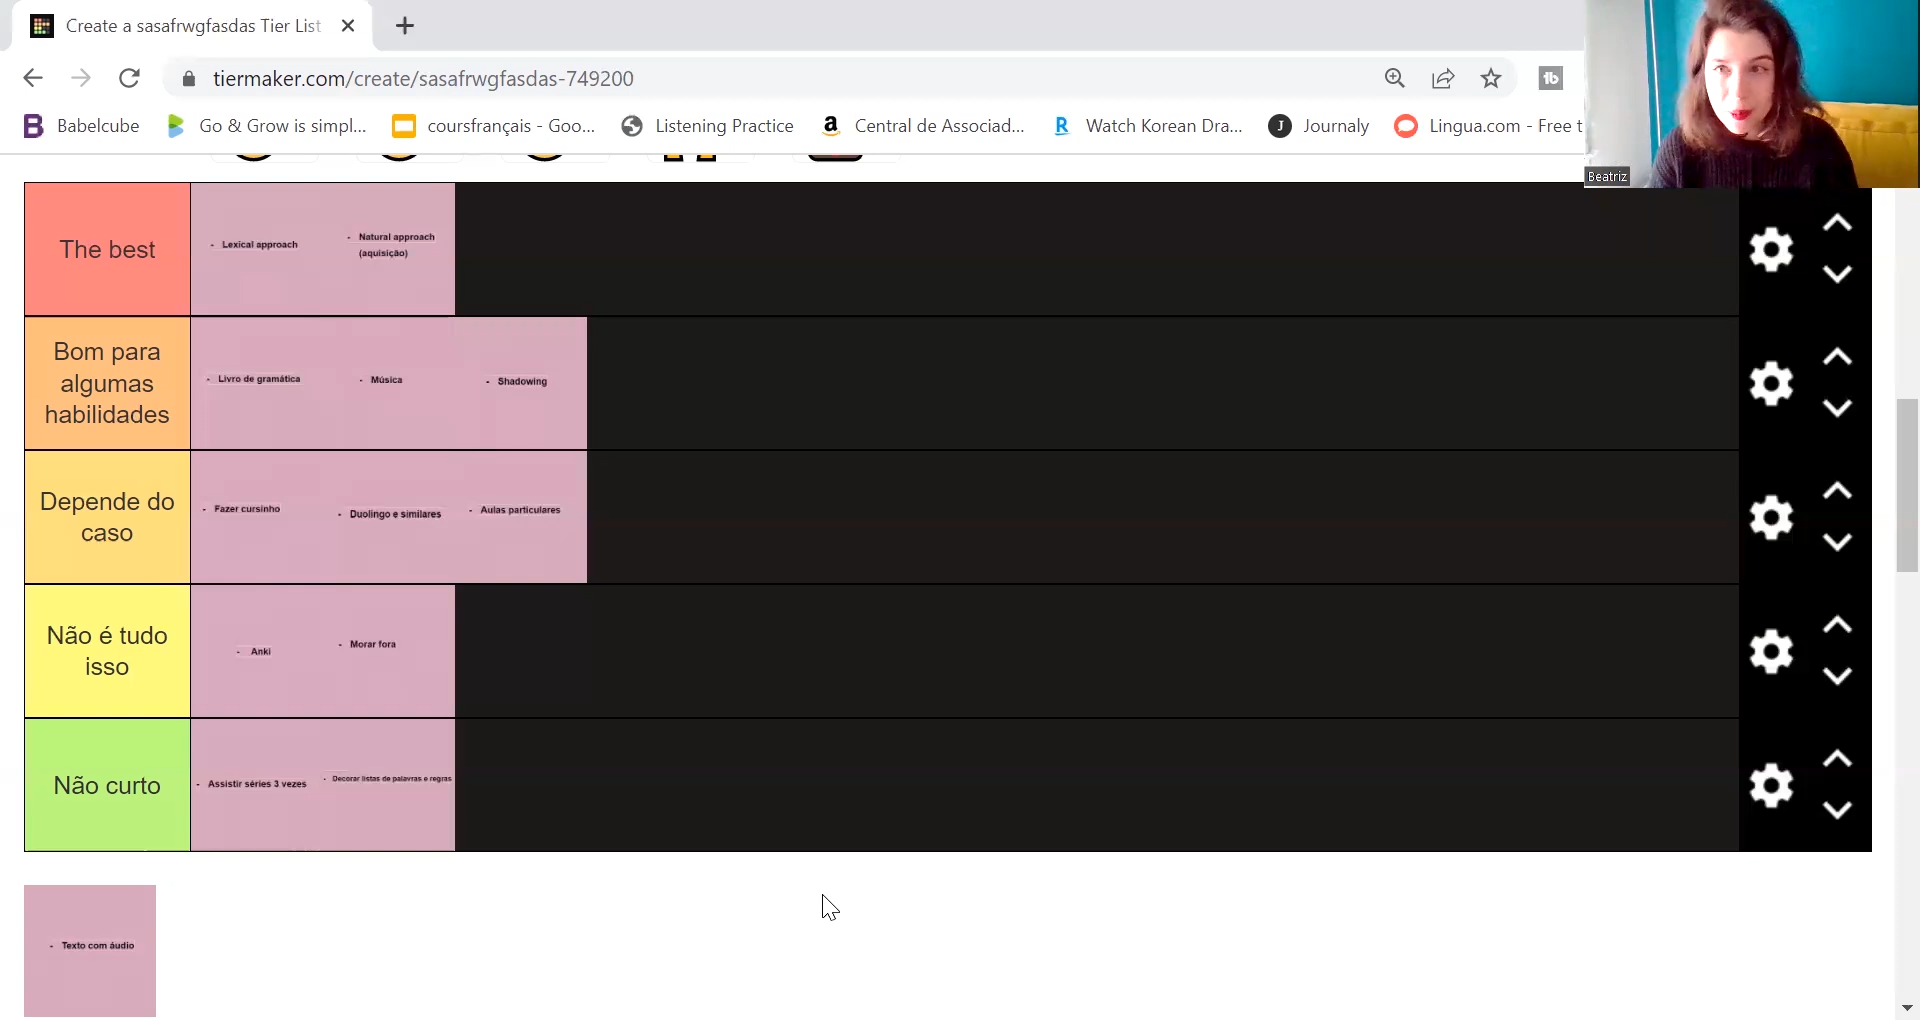 Create a sasafrwgfasdas Tier List
tiermaker.com/create/sasafrwgfasdas-749200
Babelcube
Go & Grow is simpl...
coursfrançais - Goo...
Listening Practice
Central de Associad...
Watch Korean Dra...
Journaly
Lingua.com - Free t
Beatriz
The best
- Lexical approach
- Natural approach
(aquisição)
Bom para
algumas
habilidades
- Livro de gramática
- Música
- Shadowing
Depende do
caso
- Fazer cursinho
- Duolingo e similares
- Aulas particulares
Não é tudo
isso
- Anki
- Morar fora
Não curto
- Assistir séries 3 vezes
- Decorar listas de palavras e regras
- Texto com áudio